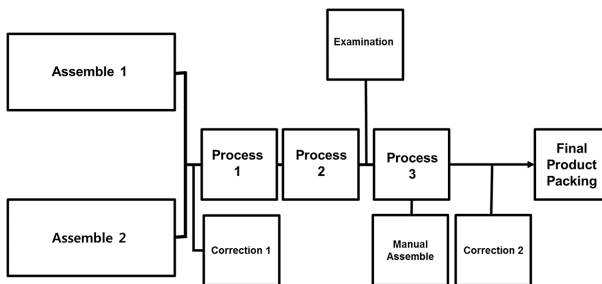 Examination
Assemble 1
Process
1
Process
2
Process
3
Final
Product
Packing
Assemble 2
Correction 1
Manual
Assemble
Correction 2